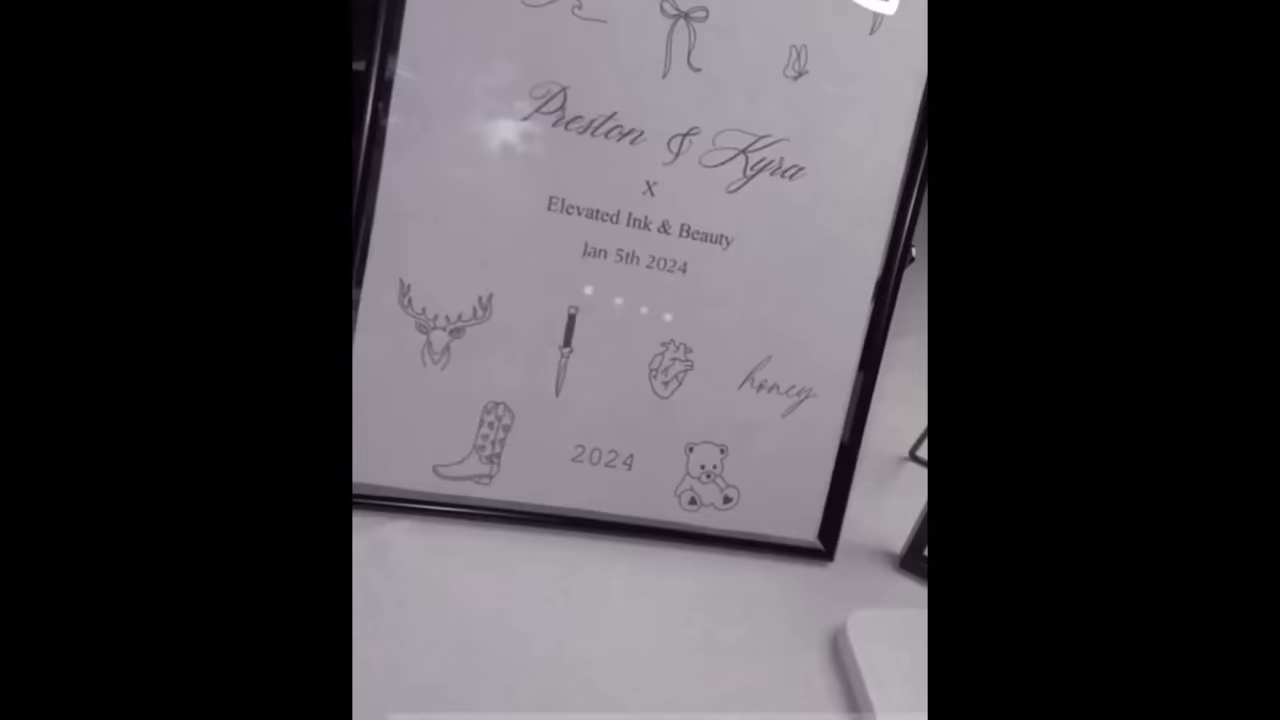 Preston & Kyra
X
Elevated Ink & Beauty
Jan 5th 2024
honey
2024